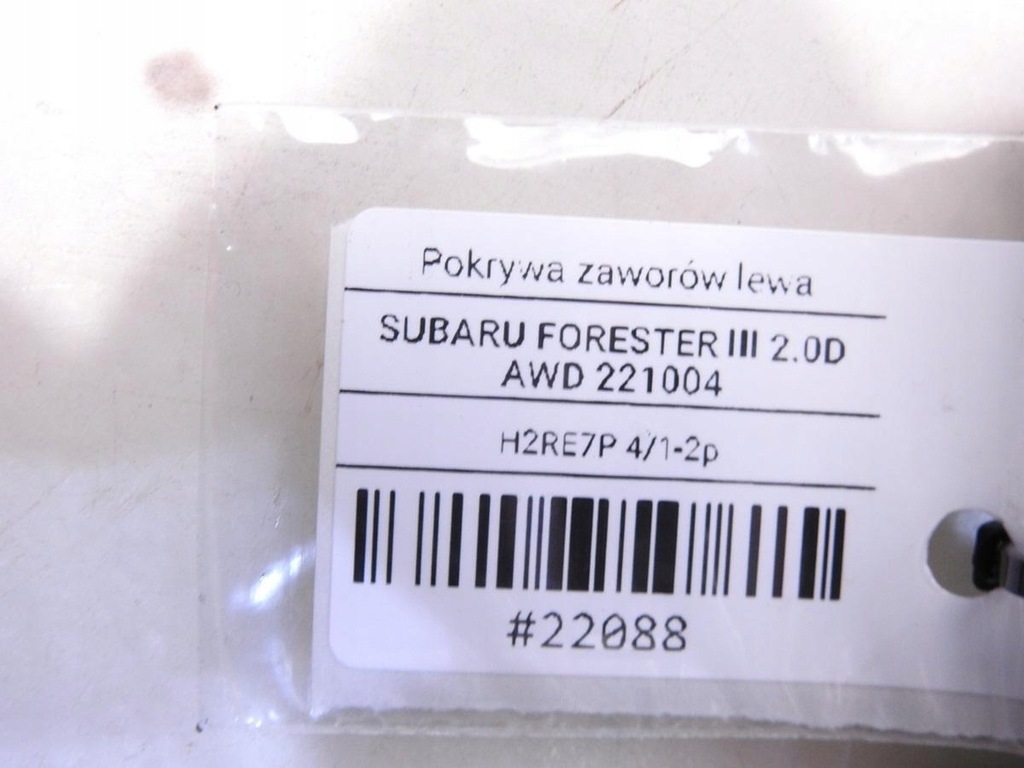 Pokrywa zaworów lewa
SUBARU FORESTER III 2.0D
AWD 221004
H2RE7P 4/1-2p
#22088